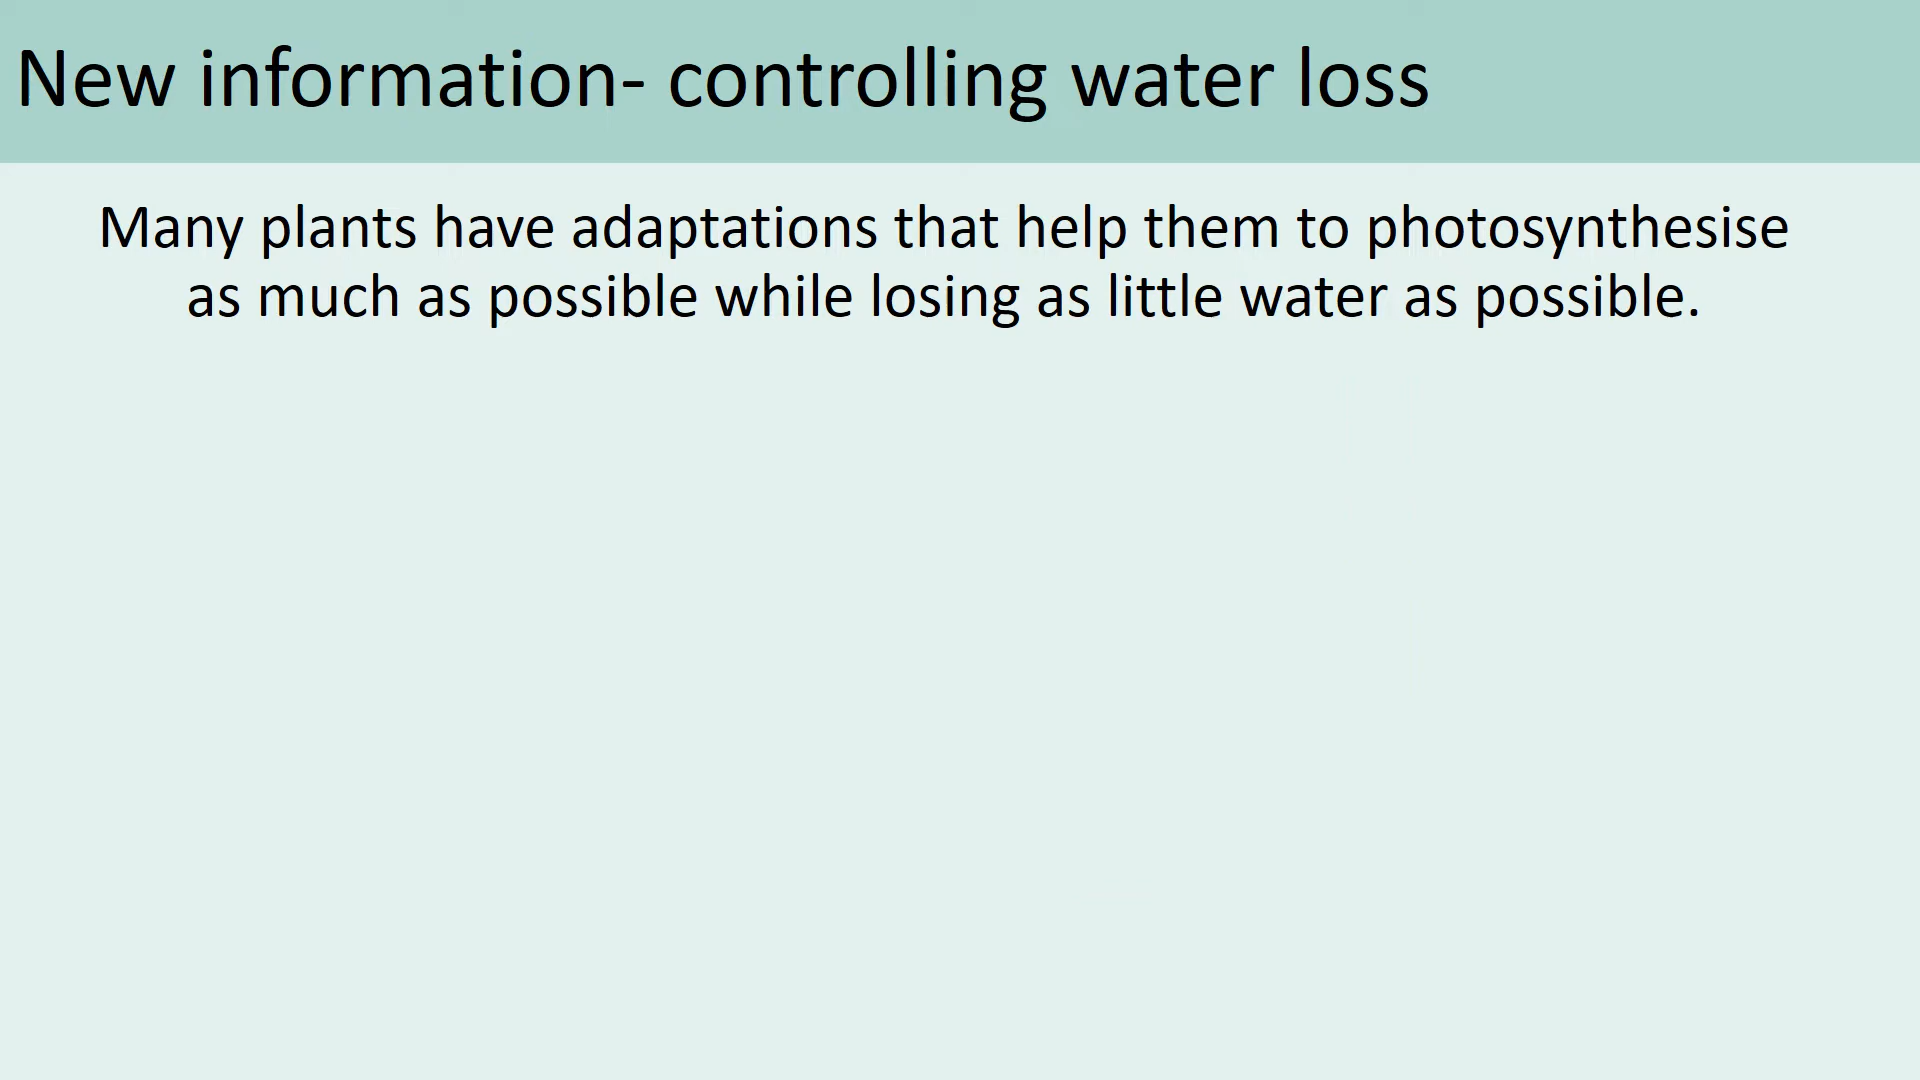 New information- controlling water loss
Many plants have adaptations that help them to photosynthesise
as much as possible while losing as little water as possible.